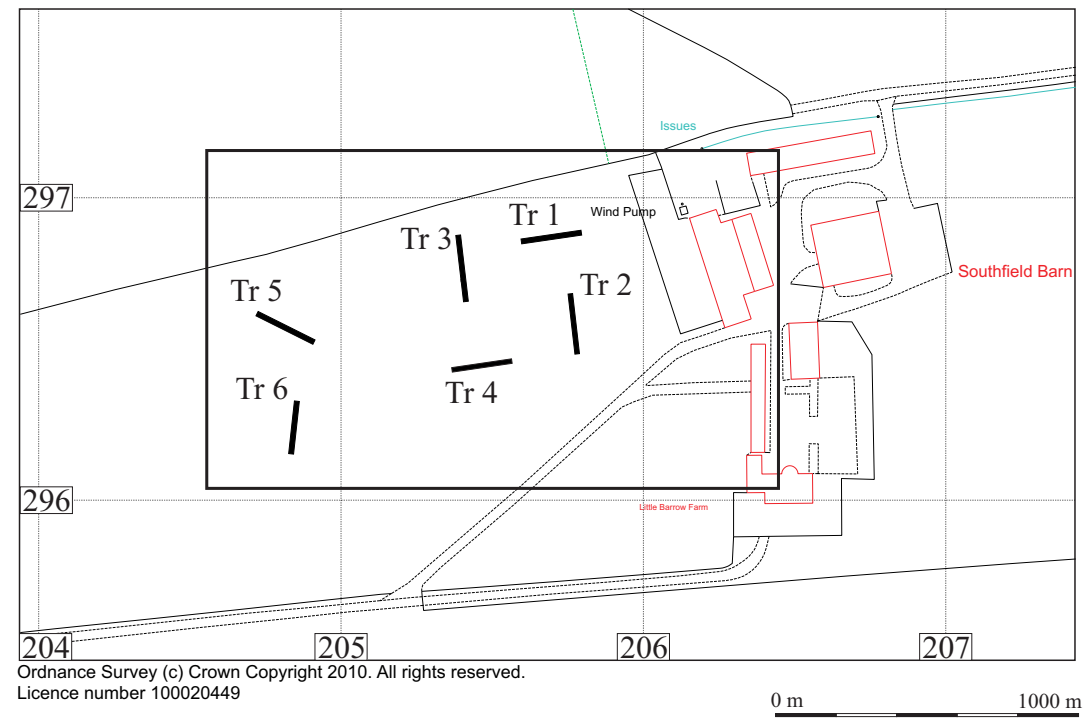 Issues
297
Tr 1
Wind Pump
Tr 3
Southfield Barn
Tr 2
Tr 5
Tr 6
Tr 4
296
Little Barrow Farm
204
205
206
207
Ordnance Survey (c) Crown Copyright 2010. All rights reserved.
Licence number 100020449
0 m
1000 m